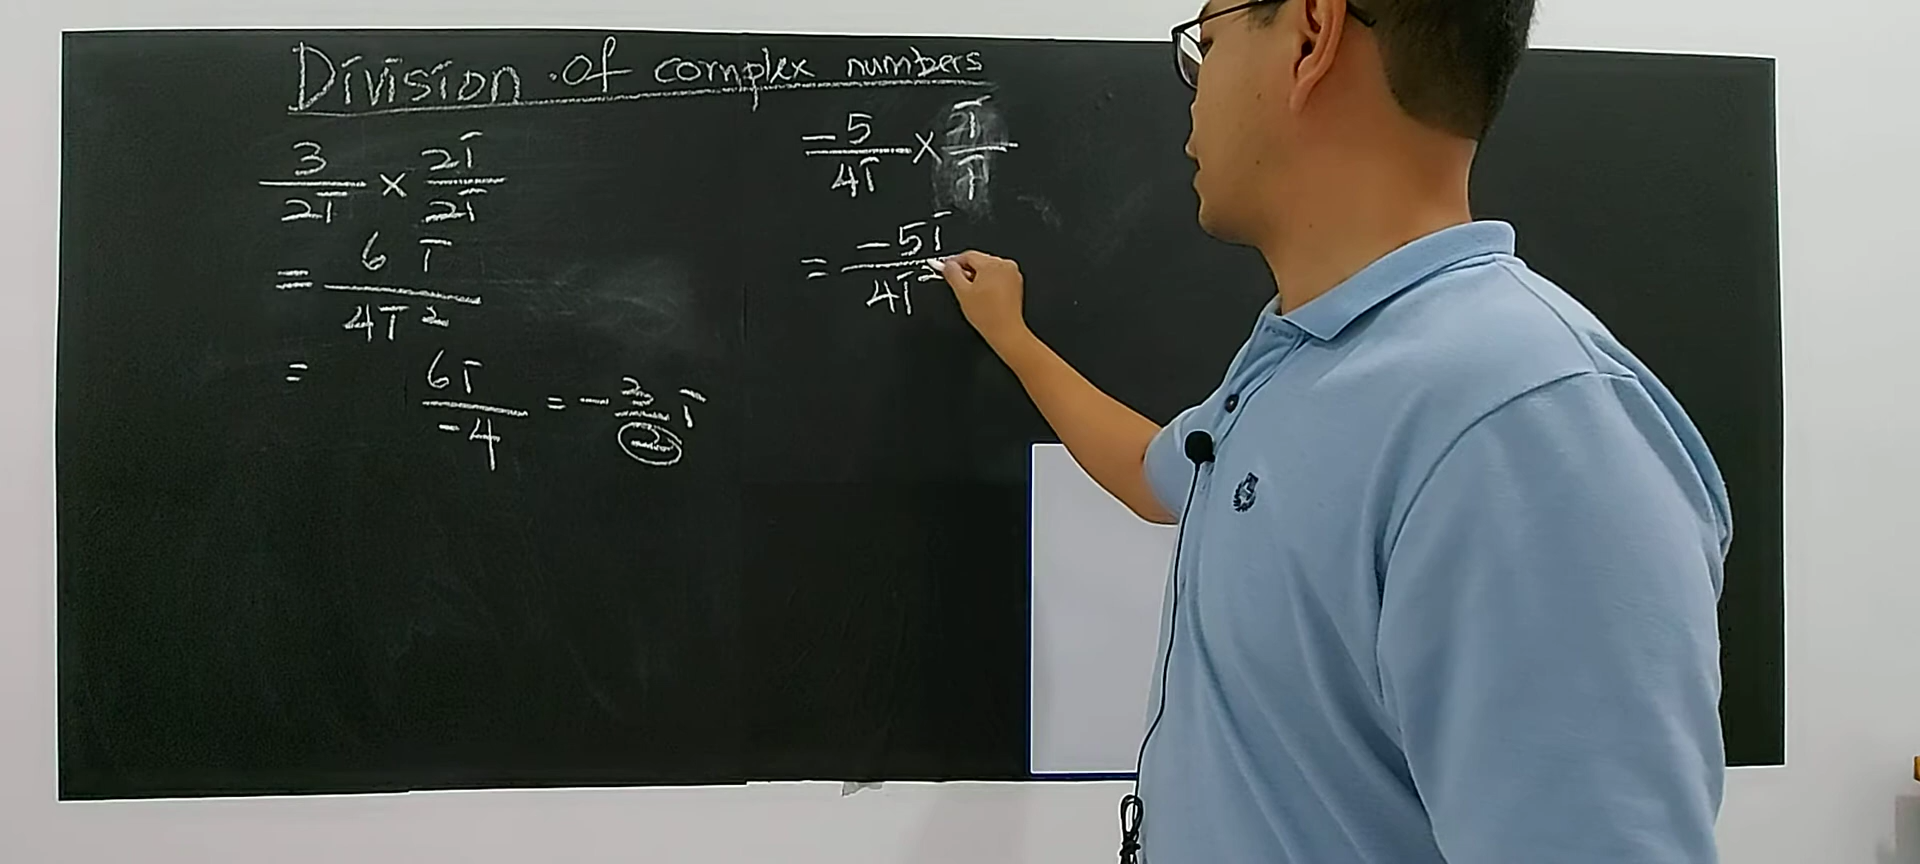 Division of complex numbers
3/2i × 2i/2i
= 6i/4i²
= 6i/-4 = -3/2 i
-5/4i × i/i
= -5i/4i²